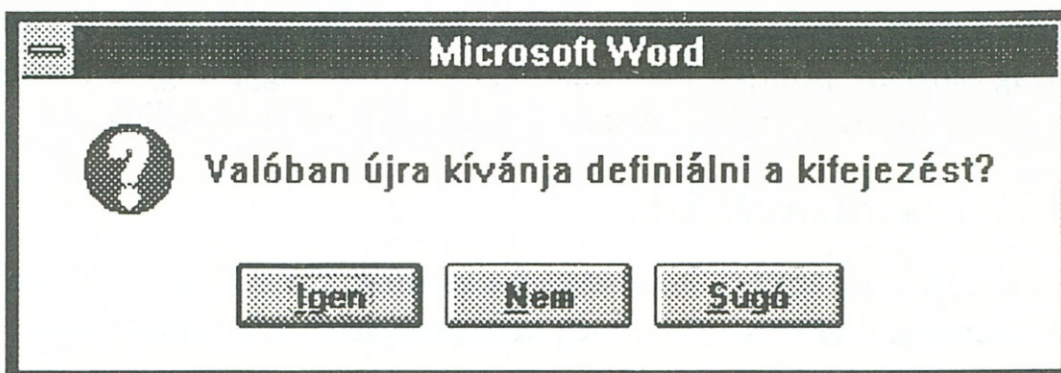 Microsoft Word
Valóban újra kívánja definiálni a kifejezést?
Igen Nem Súgó